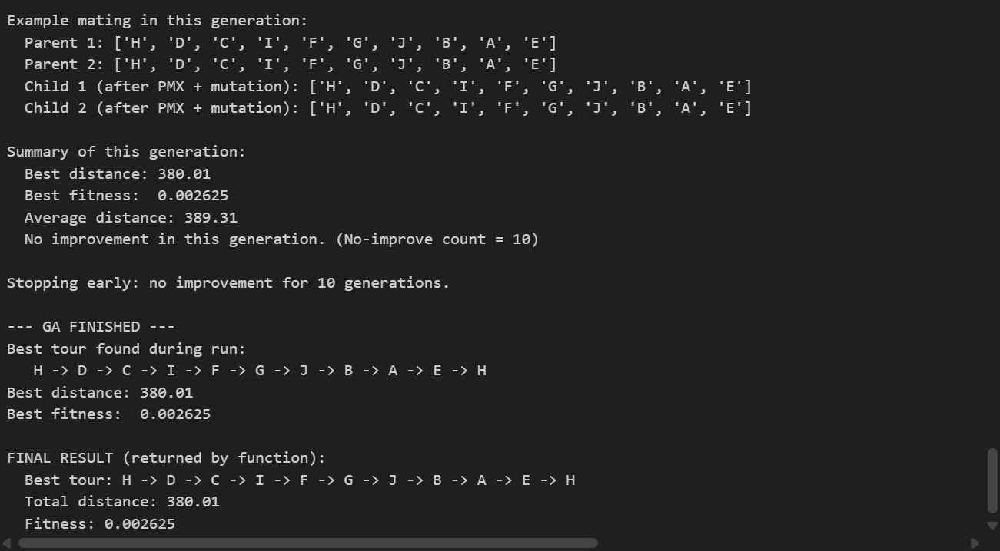 Example mating in this generation:
  Parent 1: ['H', 'D', 'C', 'I', 'F', 'G', 'J', 'B', 'A', 'E']
  Parent 2: ['H', 'D', 'C', 'I', 'F', 'G', 'J', 'B', 'A', 'E']
  Child 1 (after PMX + mutation): ['H', 'D', 'C', 'I', 'F', 'G', 'J', 'B', 'A', 'E']
  Child 2 (after PMX + mutation): ['H', 'D', 'C', 'I', 'F', 'G', 'J', 'B', 'A', 'E']

Summary of this generation:
  Best distance: 380.01
  Best fitness:  0.002625
  Average distance: 389.31
  No improvement in this generation. (No-improve count = 10)

Stopping early: no improvement for 10 generations.

--- GA FINISHED ---
Best tour found during run:
   H -> D -> C -> I -> F -> G -> J -> B -> A -> E -> H
Best distance: 380.01
Best fitness:  0.002625

FINAL RESULT (returned by function):
  Best tour: H -> D -> C -> I -> F -> G -> J -> B -> A -> E -> H
  Total distance: 380.01
  Fitness: 0.002625